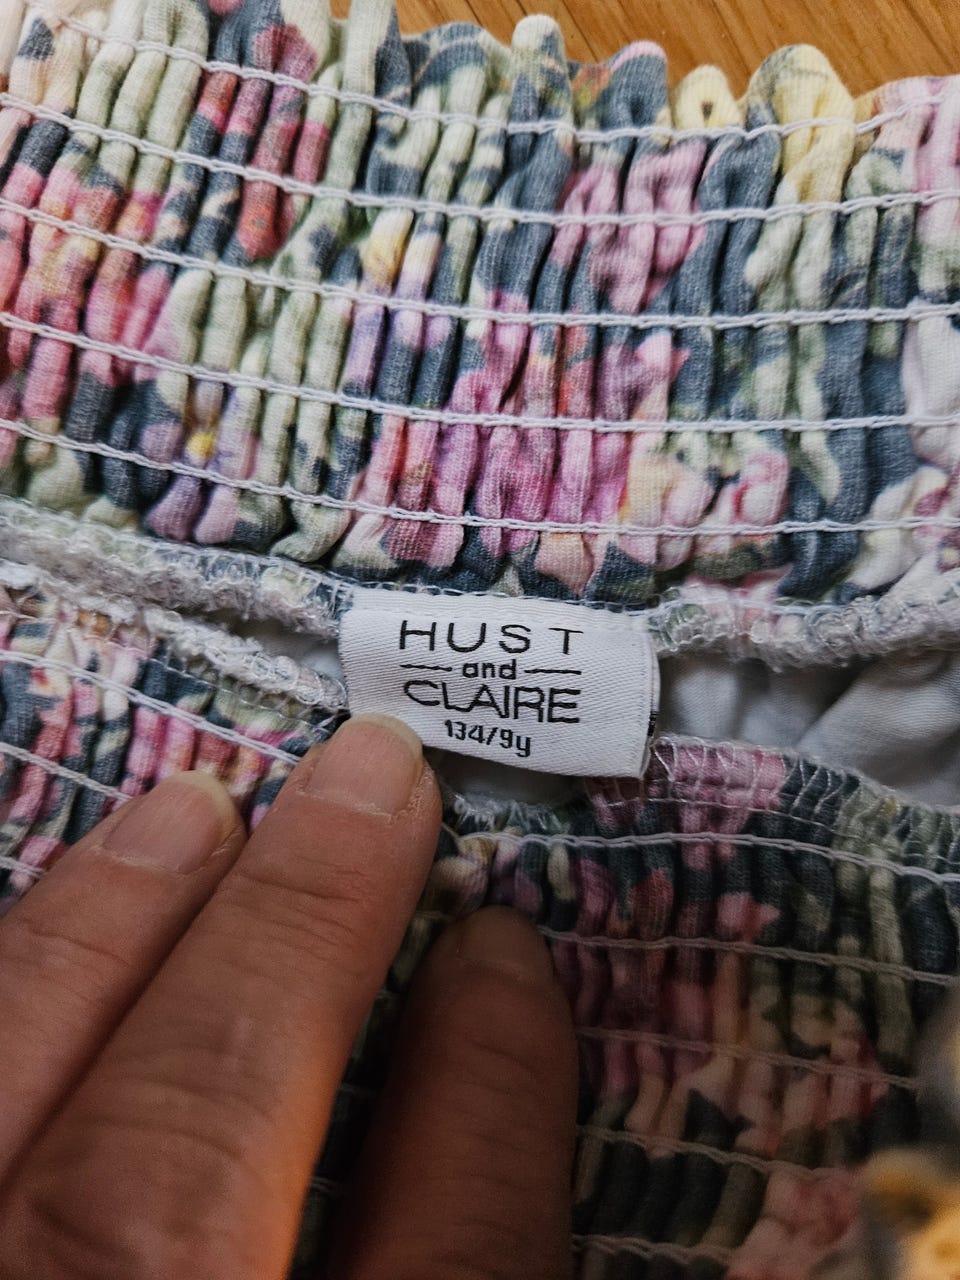 HUST
and
CLAIRE
134/9y